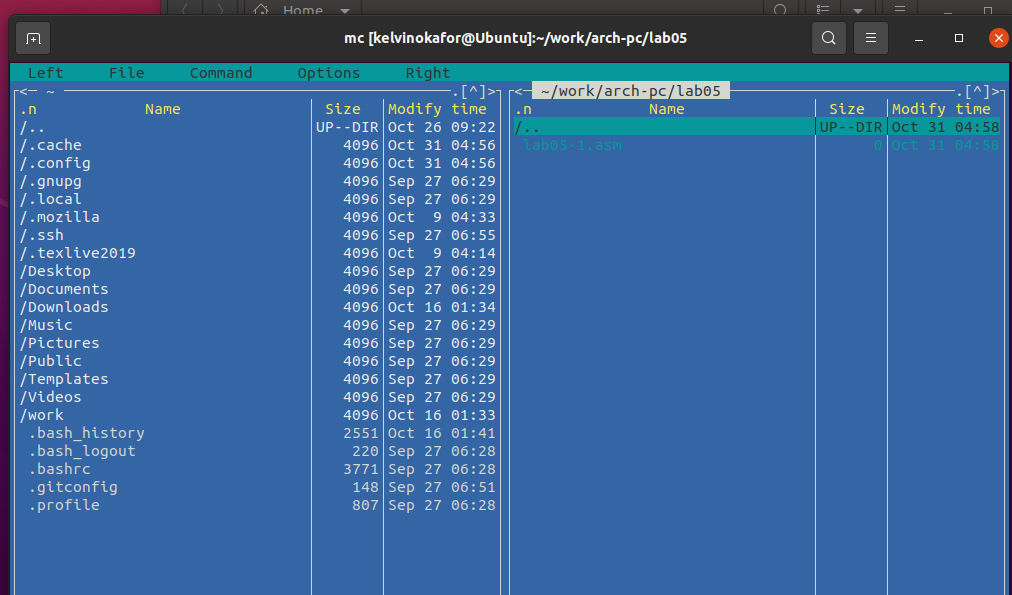 Home
mc [kelvinokafor@Ubuntu]:~/work/arch-pc/lab05
Left File Command Options Right
<─ ~ .[^]> <─ ~/work/arch-pc/lab05 .[^]>
.n Name Size Modify time .n Name Size Modify time
/.. UP--DIR Oct 26 09:22 /.. UP--DIR Oct 31 04:58
/.cache 4096 Oct 31 04:56 lab05-1.asm 0 Oct 31 04:58
/.config 4096 Oct 31 04:56
/.gnupg 4096 Sep 27 06:29
/.local 4096 Sep 27 06:29
/.mozilla 4096 Oct 9 04:33
/.ssh 4096 Sep 27 06:55
/.texlive2019 4096 Oct 9 04:14
/Desktop 4096 Sep 27 06:29
/Documents 4096 Sep 27 06:29
/Downloads 4096 Oct 16 01:34
/Music 4096 Sep 27 06:29
/Pictures 4096 Sep 27 06:29
/Public 4096 Sep 27 06:29
/Templates 4096 Sep 27 06:29
/Videos 4096 Sep 27 06:29
/work 4096 Oct 16 01:33
.bash_history 2551 Oct 16 01:41
.bash_logout 220 Sep 27 06:28
.bashrc 3771 Sep 27 06:28
.gitconfig 148 Sep 27 06:51
.profile 807 Sep 27 06:28